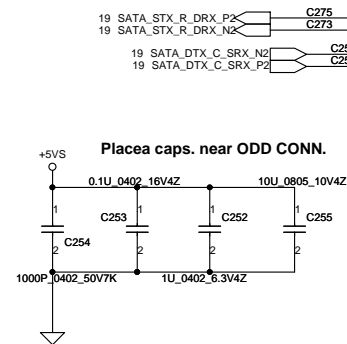 19 SATA_STX_R_DRX_P2 C275
19 SATA_STX_R_DRX_N2 C273
19 SATA_DTX_C_SRX_N2
19 SATA_DTX_C_SRX_P2
Placea caps. near ODD CONN.
+5VS
0.1U_0402_16V4Z 10U_0805_10V4Z
1 1 1 1
C254 C253 C252 C255
2 2 2 2
1000P_0402_50V7K 1U_0402_6.3V4Z